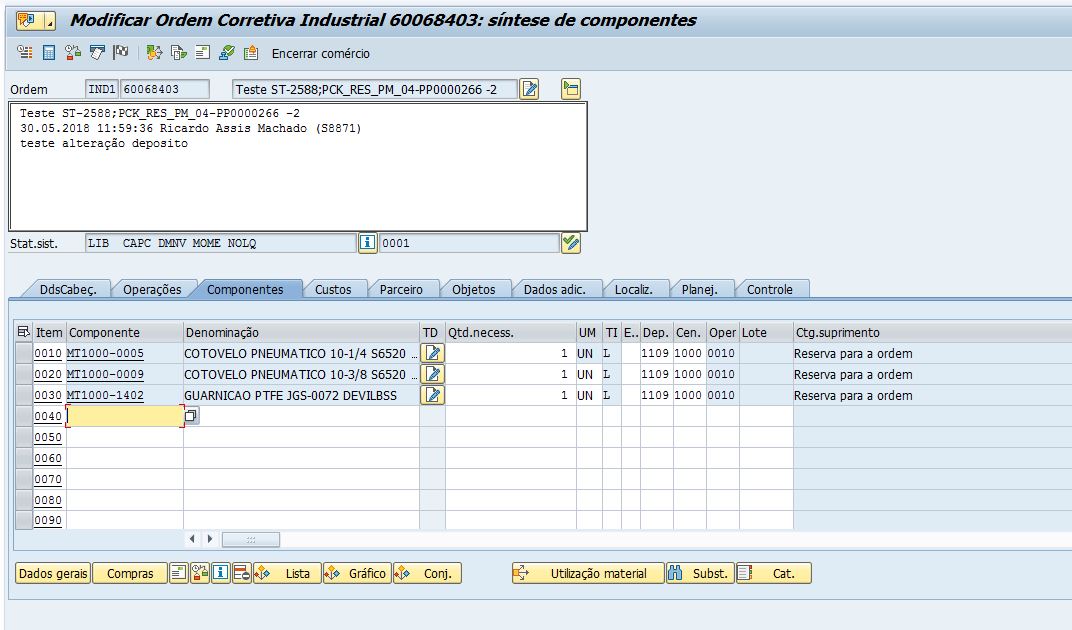 Modificar Ordem Corretiva Industrial 60068403: síntese de componentes
Encerrar comércio
Ordem IND1 60068403 Teste ST-2588;PCK_RES_PM_04-PP0000266 -2
Teste ST-2588;PCK_RES_PM_04-PP0000266 -2
30.05.2018 11:59:36 Ricardo Assis Machado (S8871)
teste alteração deposito
Stat.sist. LIB CAPC DMNV MOME NOLQ 0001
DdsCabeç. Operações Componentes Custos Parceiro Objetos Dados adic. Localiz. Planej. Controle
Item Componente Denominação TD Qtd.necess. UM TI E.. Dep. Cen. Oper Lote Ctg.suprimento
0010 MT1000-0005 COTOVELO PNEUMATICO 10-1/4 S6520 ... 1 UN L 1109 1000 0010 Reserva para a ordem
0020 MT1000-0009 COTOVELO PNEUMATICO 10-3/8 S6520 ... 1 UN L 1109 1000 0010 Reserva para a ordem
0030 MT1000-1402 GUARNICAO PTFE JGS-0072 DEVILBSS 1 UN L 1109 1000 0010 Reserva para a ordem
0040
0050
0060
0070
0080
0090
Dados gerais Compras Lista Gráfico Conj. Utilização material Subst. Cat.